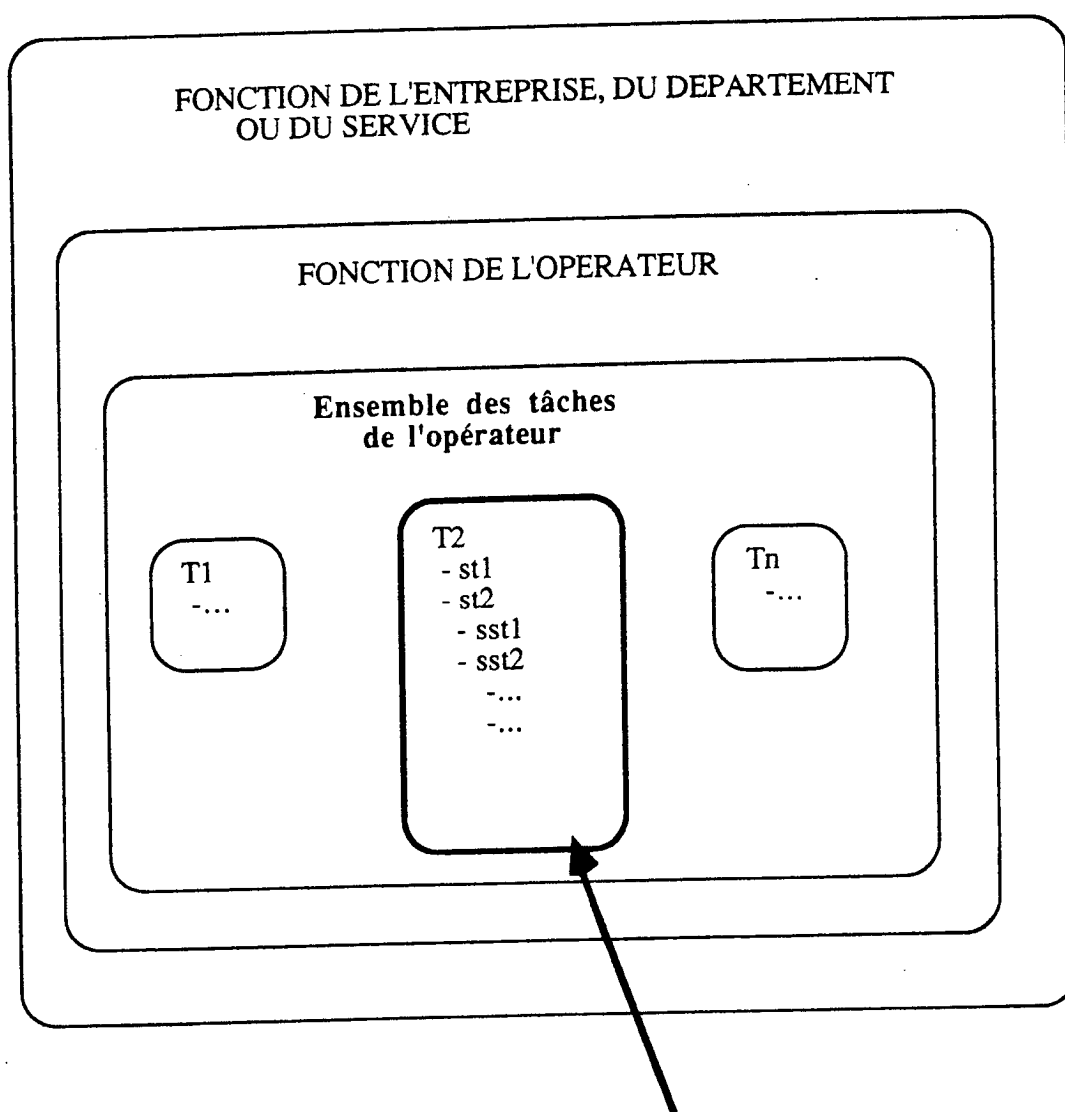 FONCTION DE L'ENTREPRISE, DU DEPARTEMENT
OU DU SERVICE
FONCTION DE L'OPERATEUR
Ensemble des tâches
de l'opérateur
T1
-...
T2
- st1
- st2
- sst1
- sst2
-...
-...
Tn
-...